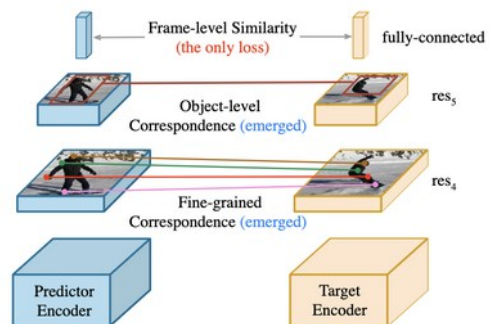 Frame-level Similarity
(the only loss)
fully-connected
Object-level
Correspondence (emerged)
res5
res4
Fine-grained
Correspondence (emerged)
Predictor
Encoder
Target
Encoder